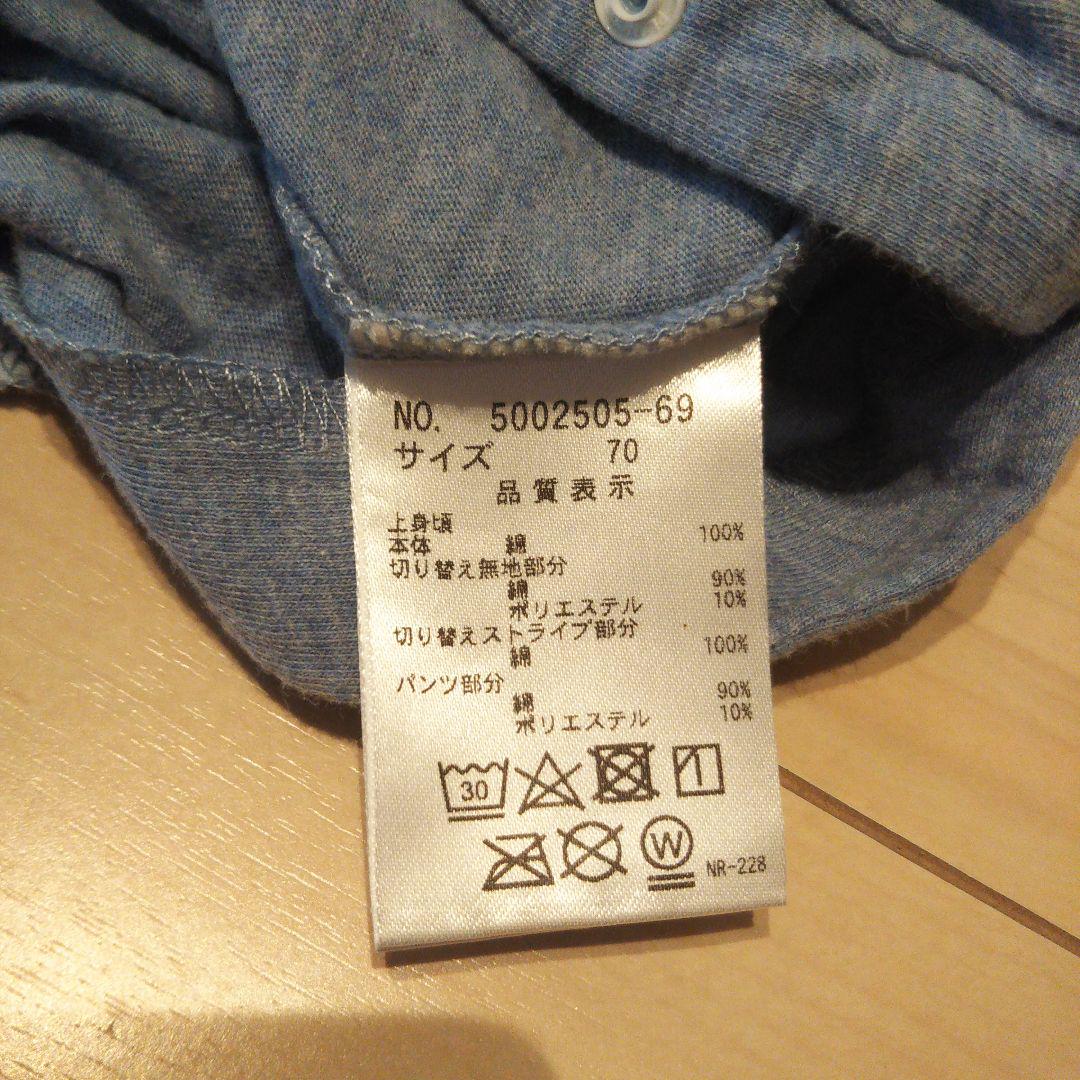 NO. 5002505-69
サイズ 70
品質表示
上身頃
本体 綿 100%
切り替え無地部分
綿 90%
ポリエステル 10%
切り替えストライプ部分
綿 100%
パンツ部分
綿 90%
ポリエステル 10%
30
W NR-228